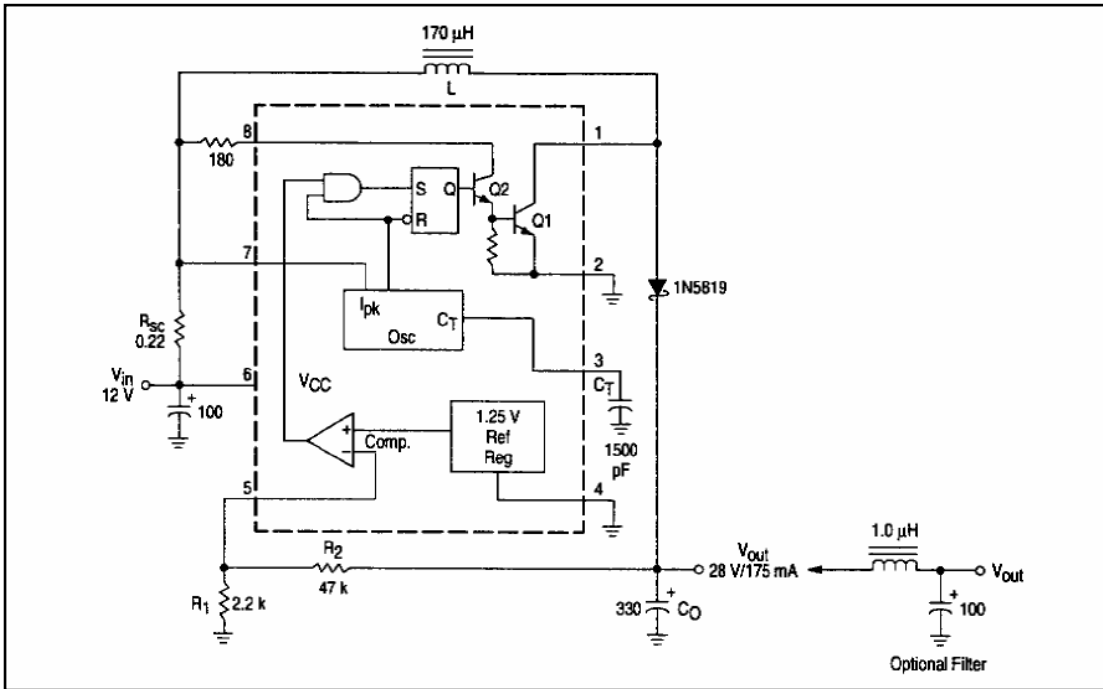 170 µH
L
8
1
180
S
Q
Q2
R
Q1
7
2
1N5819
Ipk
CT
Osc
Rsc
0.22
3
Vin
12 V
6
VCC
CT
+
100
1.25 V
Ref
Reg
+
Comp.
−
1500
pF
5
4
1.0 µH
R2
Vout
28 V/175 mA
Vout
47 k
R1
2.2 k
330
+
CO
+
100
Optional Filter